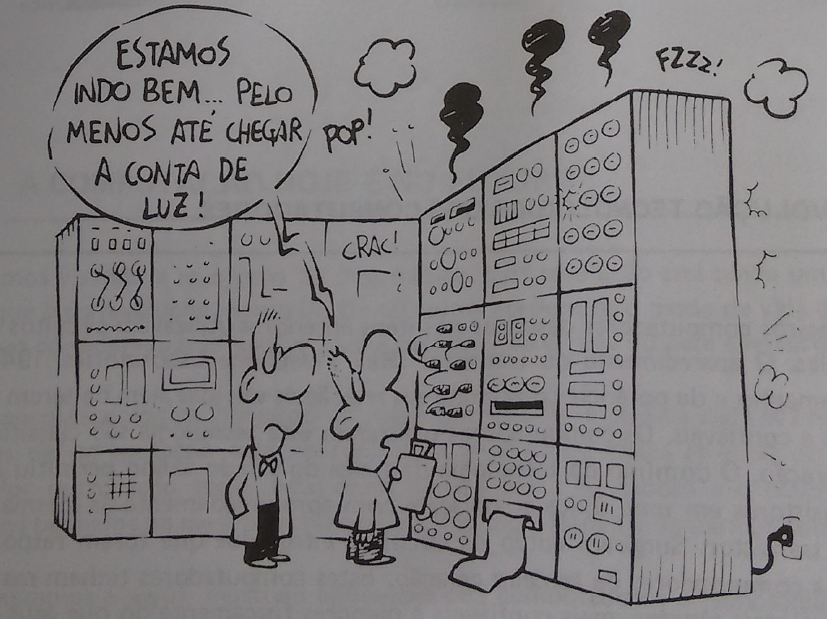 ESTAMOS
INDO BEM... PELO
MENOS ATÉ CHEGAR
A CONTA DE
LUZ!
POP!
FZZZ!
CRAC!